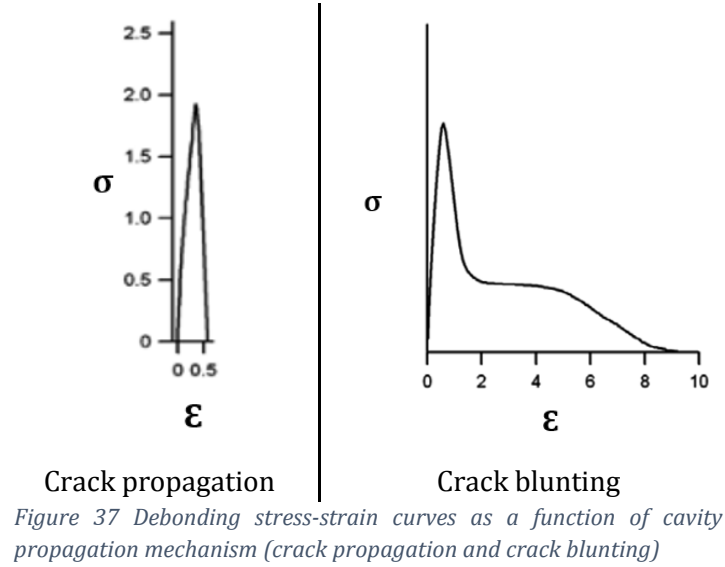 2.5
2.0
1.5
σ
1.0
0.5
0
0 0.5
ε
Crack propagation
σ
0 2 4 6 8 10
ε
Crack blunting
Figure 37 Debonding stress-strain curves as a function of cavity
propagation mechanism (crack propagation and crack blunting)